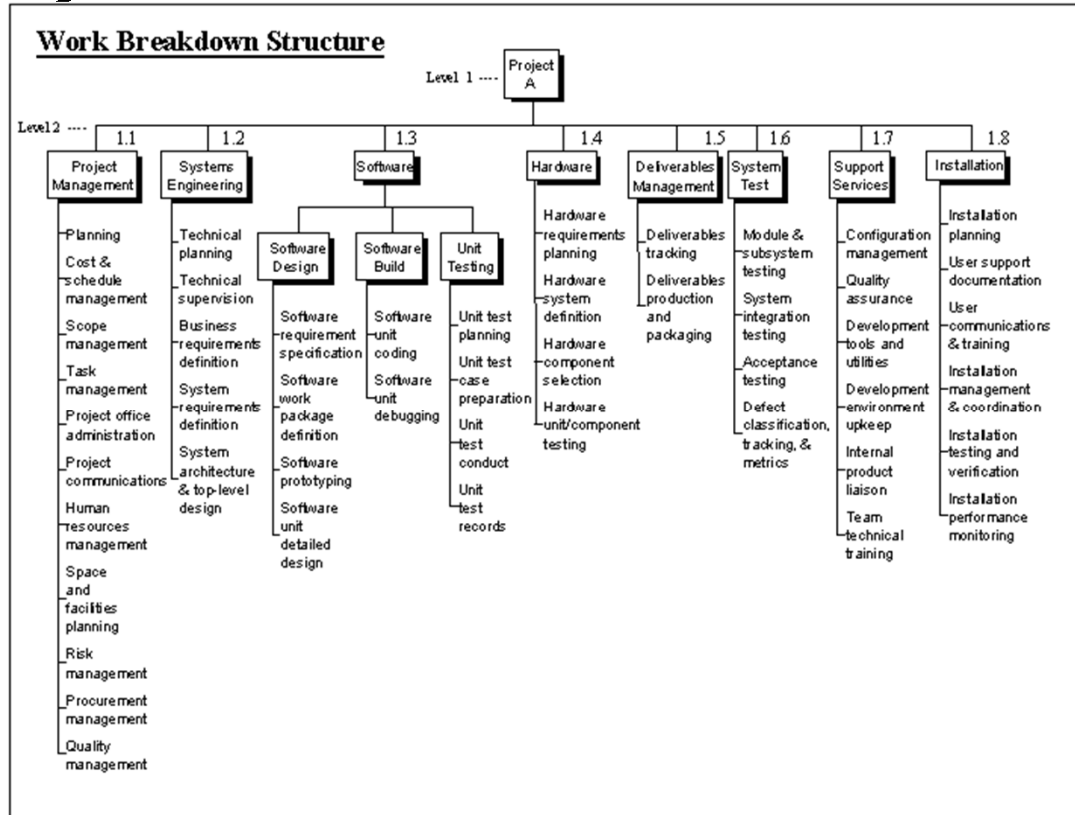 Work Breakdown Structure
Level 1 ----
Project
A
Level 2 ----
1.1
1.2
1.3
1.4
1.5
1.6
1.7
1.8
Project
Management
Planning
Cost &
schedule
management
Scope
management
Task
management
Project office
administration
Project
communications
Human
resources
management
Space
and
facilities
planning
Risk
management
Procurement
management
Quality
management
Systems
Engineering
Technical
planning
Technical
supervision
Business
requirements
definition
System
requirements
definition
System
architecture
& top-level
design
Software
Software
Design
Software
requirement
specification
Software
work
package
definition
Software
prototyping
Software
unit
detailed
design
Software
Build
Software
unit
coding
Software
unit
debugging
Unit
Testing
Unit test
planning
Unit test
case
preparation
Unit
test
conduct
Unit
test
records
Hardware
Hardware
requirements
planning
Hardware
system
definition
Hardware
component
selection
Hardware
unit/component
testing
Deliverables
Management
Deliverables
tracking
Deliverables
production
and
packaging
System
Test
Module &
subsystem
testing
System
integration
testing
Acceptance
testing
Defect
classification,
tracking, &
metrics
Support
Services
Configuration
management
Quality
assurance
Development
tools and
utilities
Development
environment
upkeep
Internal
product
liaison
Team
technical
training
Installation
Installation
planning
User support
documentation
User
communications
& training
Installation
management
& coordination
Installation
testing and
verification
Installation
performance
monitoring